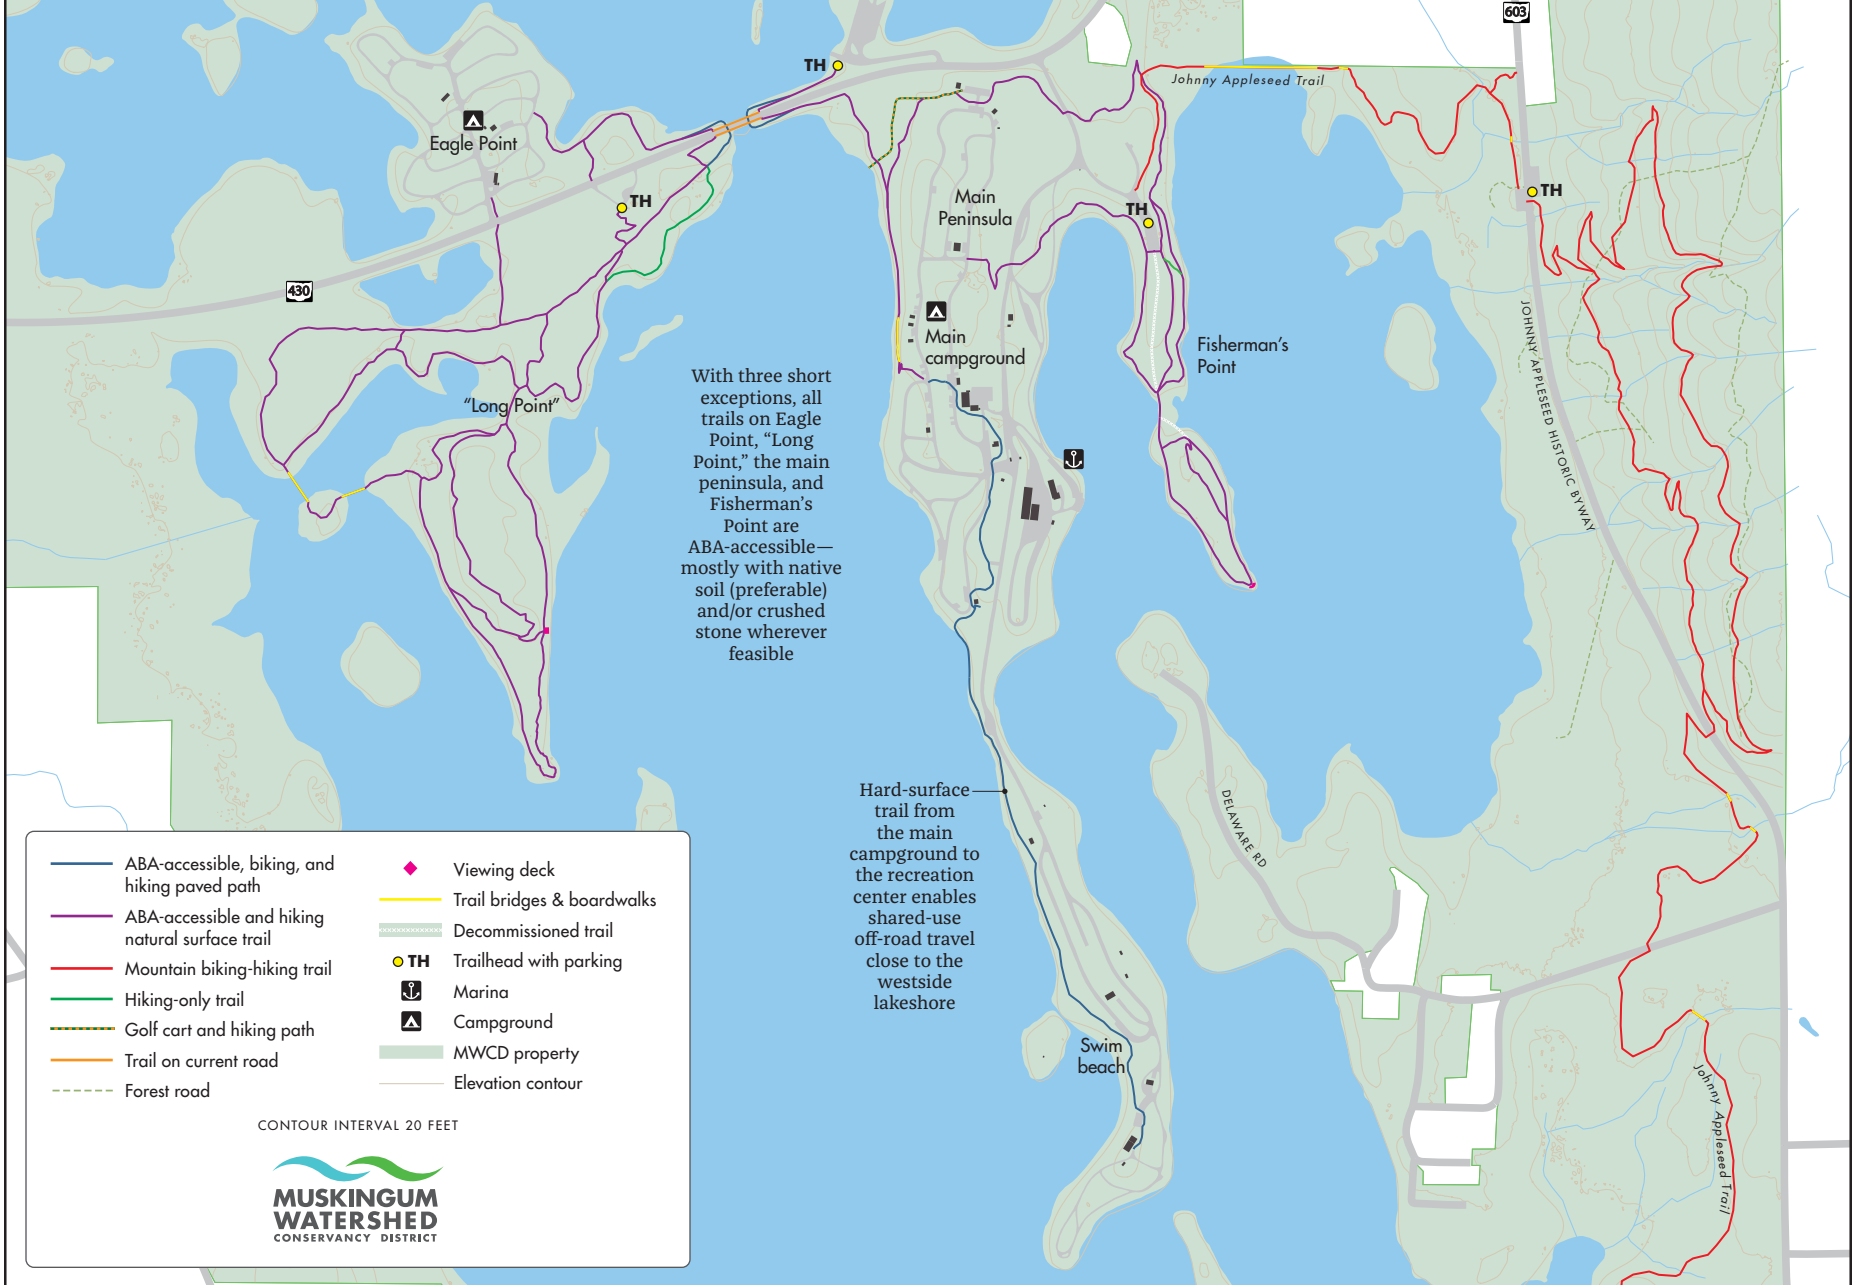 603
TH
Johnny Appleseed Trail
Eagle Point
TH
TH
Main
Peninsula
TH
430
JOHNNY APPLESEED HISTORIC BYWAY
Main
campground
Fisherman's
Point
"Long Point"
With three short
exceptions, all
trails on Eagle
Point, "Long
Point," the main
peninsula, and
Fisherman's
Point are
ABA-accessible—
mostly with native
soil (preferable)
and/or crushed
stone wherever
feasible
Hard-surface
trail from
the main
campground to
the recreation
center enables
shared-use
off-road travel
close to the
westside
lakeshore
DELAWARE RD
Swim
beach
Johnny Appleseed Trail
ABA-accessible, biking, and
hiking paved path
ABA-accessible and hiking
natural surface trail
Mountain biking-hiking trail
Hiking-only trail
Golf cart and hiking path
Trail on current road
Forest road
Viewing deck
Trail bridges & boardwalks
Decommissioned trail
TH Trailhead with parking
Marina
Campground
MWCD property
Elevation contour
CONTOUR INTERVAL 20 FEET
MUSKINGUM
WATERSHED
CONSERVANCY DISTRICT